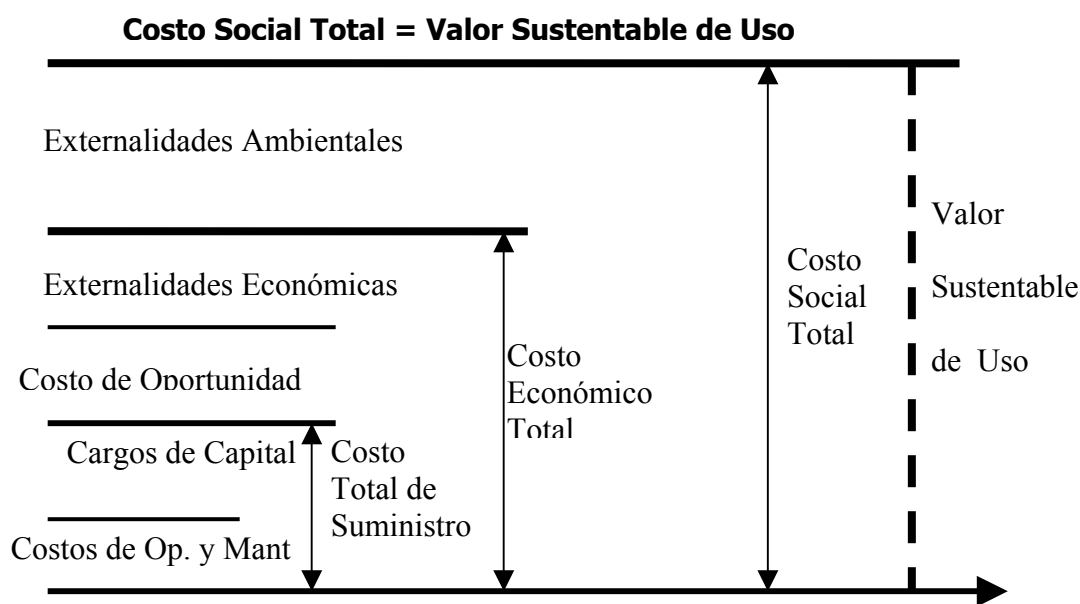 Costo Social Total = Valor Sustentable de Uso
Externalidades Ambientales
Externalidades Económicas
Costo de Oportunidad
Cargos de Capital
Costos de Op. y Mant
Costo
Total de
Suministro
Costo
Económico
Total
Costo
Social
Total
Valor
Sustentable
de Uso